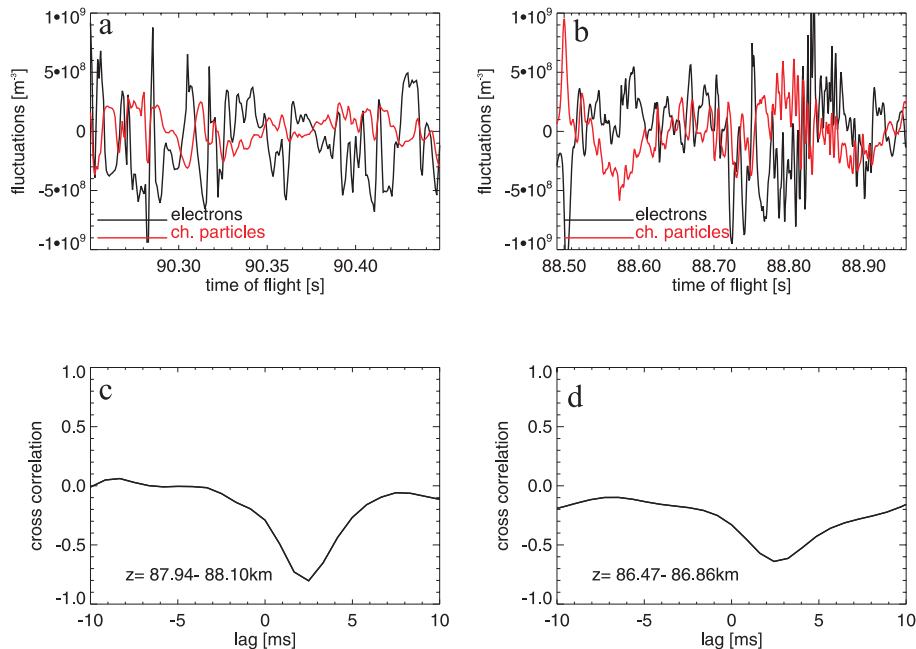 a
1•10⁹
5•10⁸
0
-5•10⁸
-1•10⁹
fluctuations [m⁻³]
electrons
ch. particles
90.30 90.35 90.40
time of flight [s]
b
1•10⁹
5•10⁸
0
-5•10⁸
-1•10⁹
fluctuations [m⁻³]
electrons
ch. particles
88.50 88.60 88.70 88.80 88.90
time of flight [s]
c
1.0
0.5
0.0
-0.5
-1.0
cross correlation
z= 87.94- 88.10km
-10 -5 0 5 10
lag [ms]
d
1.0
0.5
0.0
-0.5
-1.0
cross correlation
z= 86.47- 86.86km
-10 -5 0 5 10
lag [ms]